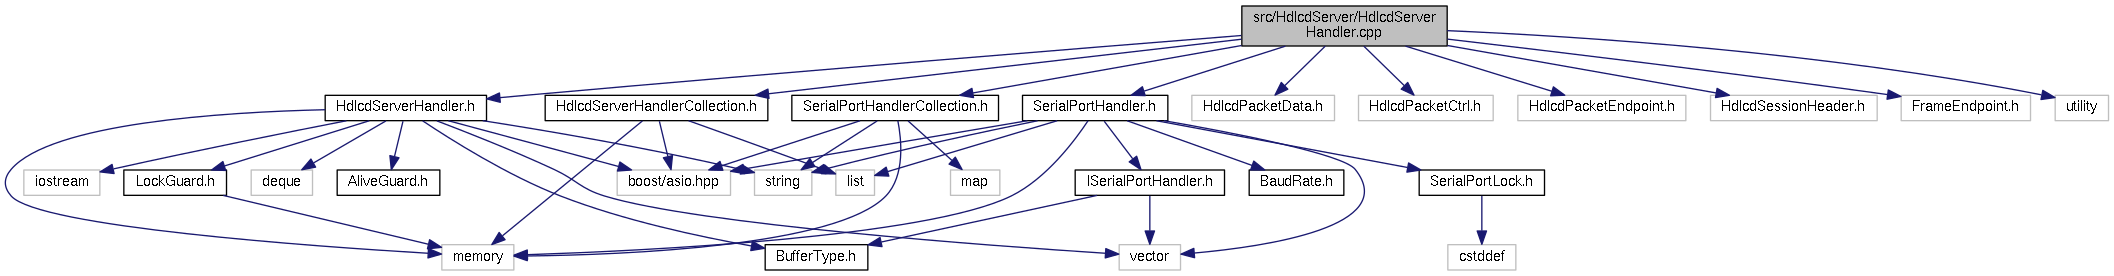 src/HdlcdServer/HdlcdServer
Handler.cpp
HdlcdServerHandler.h
HdlcdServerHandlerCollection.h
SerialPortHandlerCollection.h
SerialPortHandler.h
HdlcdPacketData.h
HdlcdPacketCtrl.h
HdlcdPacketEndpoint.h
HdlcdSessionHeader.h
FrameEndpoint.h
utility
iostream
LockGuard.h
deque
AliveGuard.h
boost/asio.hpp
string
list
map
ISerialPortHandler.h
BaudRate.h
SerialPortLock.h
memory
BufferType.h
vector
cstddef